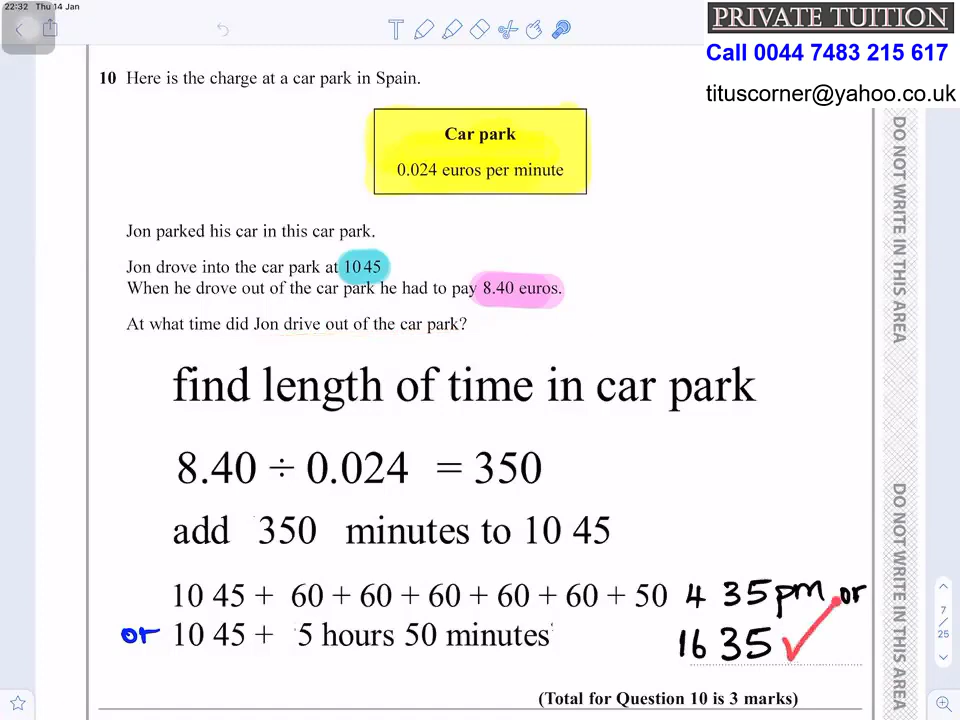 22:32 Thu 14 Jan
PRIVATE TUITION
Call 0044 7483 215 617
tituscorner@yahoo.co.uk
10 Here is the charge at a car park in Spain.
Car park
0.024 euros per minute
Jon parked his car in this car park.
Jon drove into the car park at 10 45
When he drove out of the car park he had to pay 8.40 euros.
At what time did Jon drive out of the car park?
find length of time in car park
8.40 ÷ 0.024 = 350
add 350 minutes to 10 45
10 45 + 60 + 60 + 60 + 60 + 60 + 50 4 35pm or
or 10 45 + 5 hours 50 minutes 16 35
(Total for Question 10 is 3 marks)
DO NOT WRITE IN THIS AREA
DO NOT WRITE IN THIS AREA
7
/
25